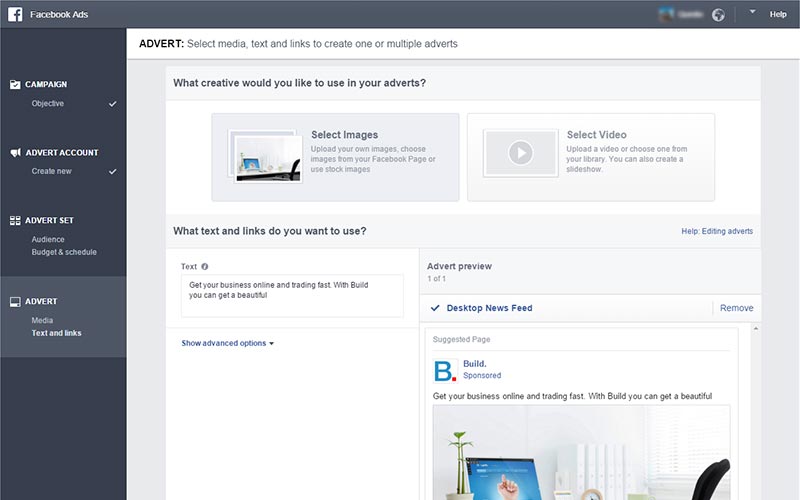 Facebook Ads
Help
ADVERT: Select media, text and links to create one or multiple adverts
CAMPAIGN
Objective
ADVERT ACCOUNT
Create new
ADVERT SET
Audience
Budget & schedule
ADVERT
Media
Text and links
What creative would you like to use in your adverts?
Select Images
Upload your own images, choose
images from your Facebook Page or
use stock images
Select Video
Upload a video or choose one from
your library. You can also create a
slideshow.
What text and links do you want to use?
Help: Editing adverts
Text
Get your business online and trading fast. With Build
you can get a beautiful
Show advanced options
Advert preview
1 of 1
Desktop News Feed
Remove
Suggested Page
B.
Build.
Sponsored
Get your business online and trading fast. With Build you can get a beautiful